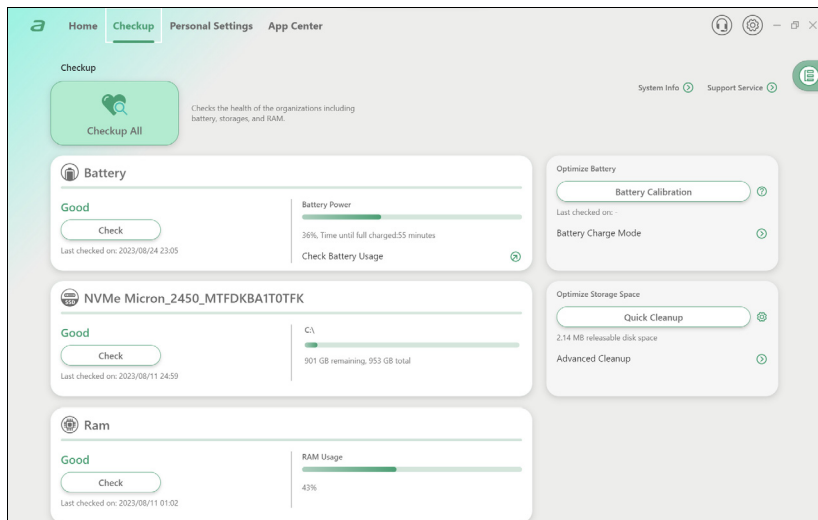 a
Home Checkup Personal Settings App Center
Checkup
System Info Support Service
Checkup All
Checks the health of the organizations including
battery, storages, and RAM.
Battery
Good
Check
Last checked on: 2023/08/24 23:05
Battery Power
36%, Time until full charged:55 minutes
Check Battery Usage
Optimize Battery
Battery Calibration
?
Last checked on: -
Battery Charge Mode
SSD
NVMe Micron_2450_MTFDKBA1T0TFK
Good
Check
Last checked on: 2023/08/11 24:59
C:\
901 GB remaining, 953 GB total
Optimize Storage Space
Quick Cleanup
2.14 MB releasable disk space
Advanced Cleanup
Ram
Good
Check
Last checked on: 2023/08/11 01:02
RAM Usage
43%